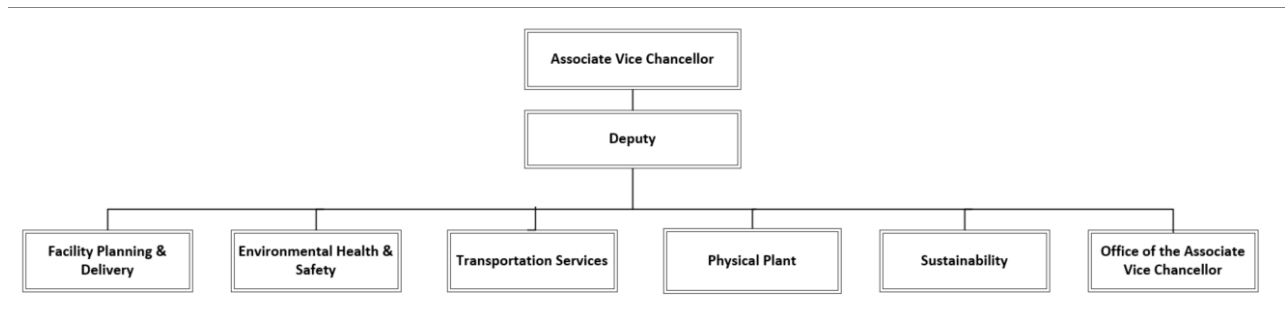 Associate Vice Chancellor
Deputy
Facility Planning &
Delivery
Environmental Health &
Safety
Transportation Services
Physical Plant
Sustainability
Office of the Associate
Vice Chancellor